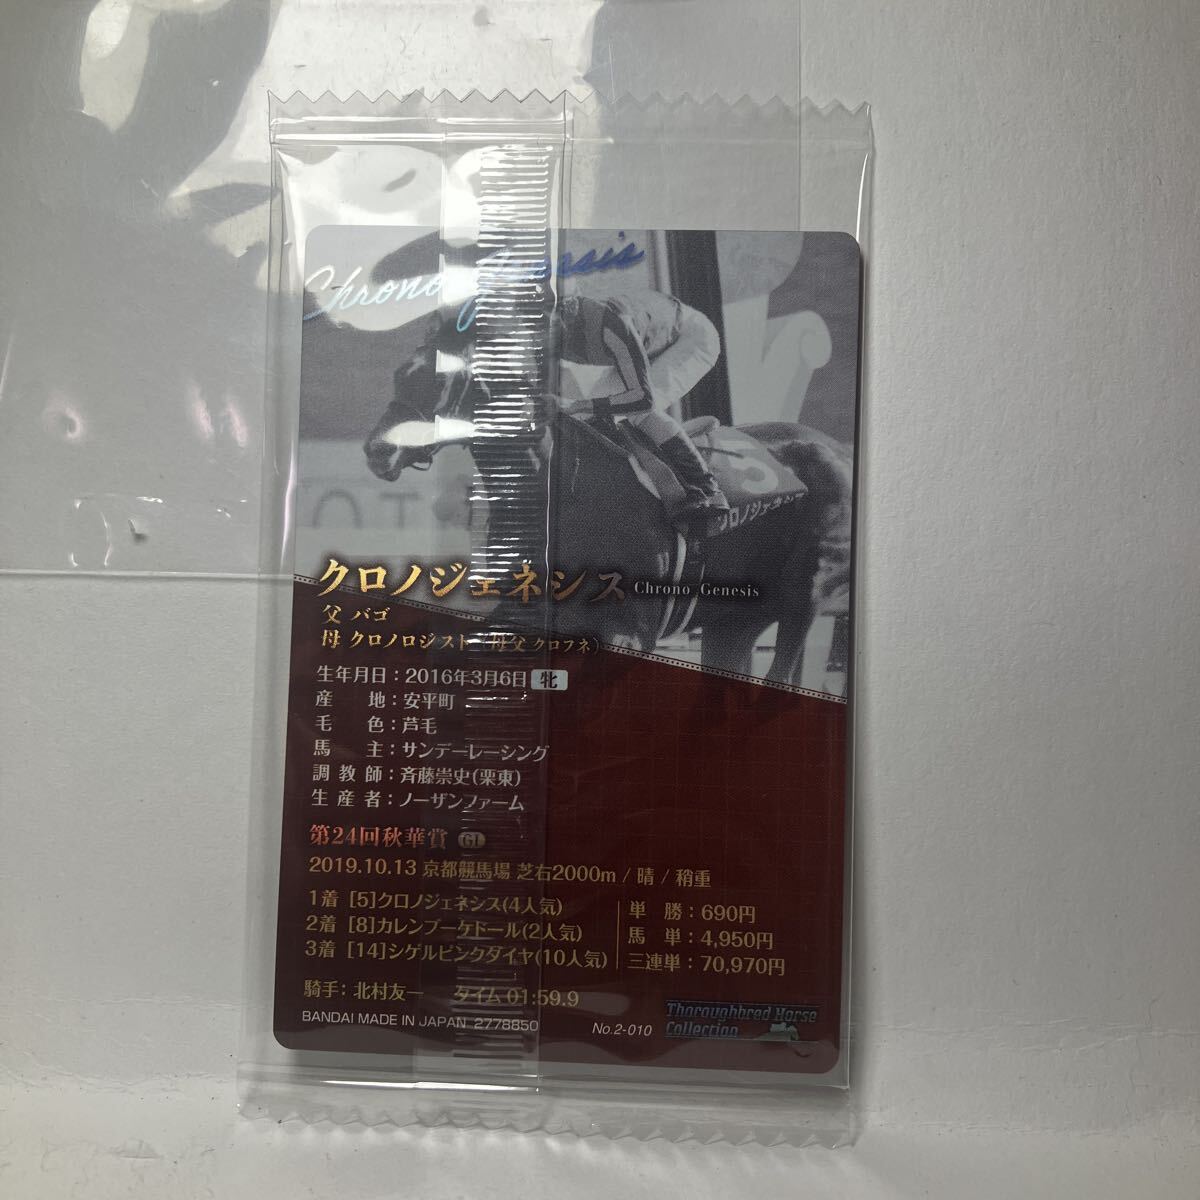 Chrono Genesis
3
クロノジェネシス
クロノジェネシス Chrono Genesis
父 バゴ
母 クロノロジスト（母父 クロフネ）
生年月日：2016年3月6日 牝
産　地：安平町
毛　色：芦毛
馬　主：サンデーレーシング
調教師：斉藤崇史(栗東)
生産者：ノーザンファーム
第24回秋華賞 GI
2019.10.13 京都競馬場 芝右2000m / 晴 / 稍重
1着 [5]クロノジェネシス(4人気)
2着 [8]カレンブーケドール(2人気)
3着 [14]シゲルピンクダイヤ(10人気)
単　勝：690円
馬　単：4,950円
三連単：70,970円
騎手：北村友一　タイム 01:59.9
BANDAI MADE IN JAPAN 2778850 No.2-010
Thoroughbred Horse
Collection